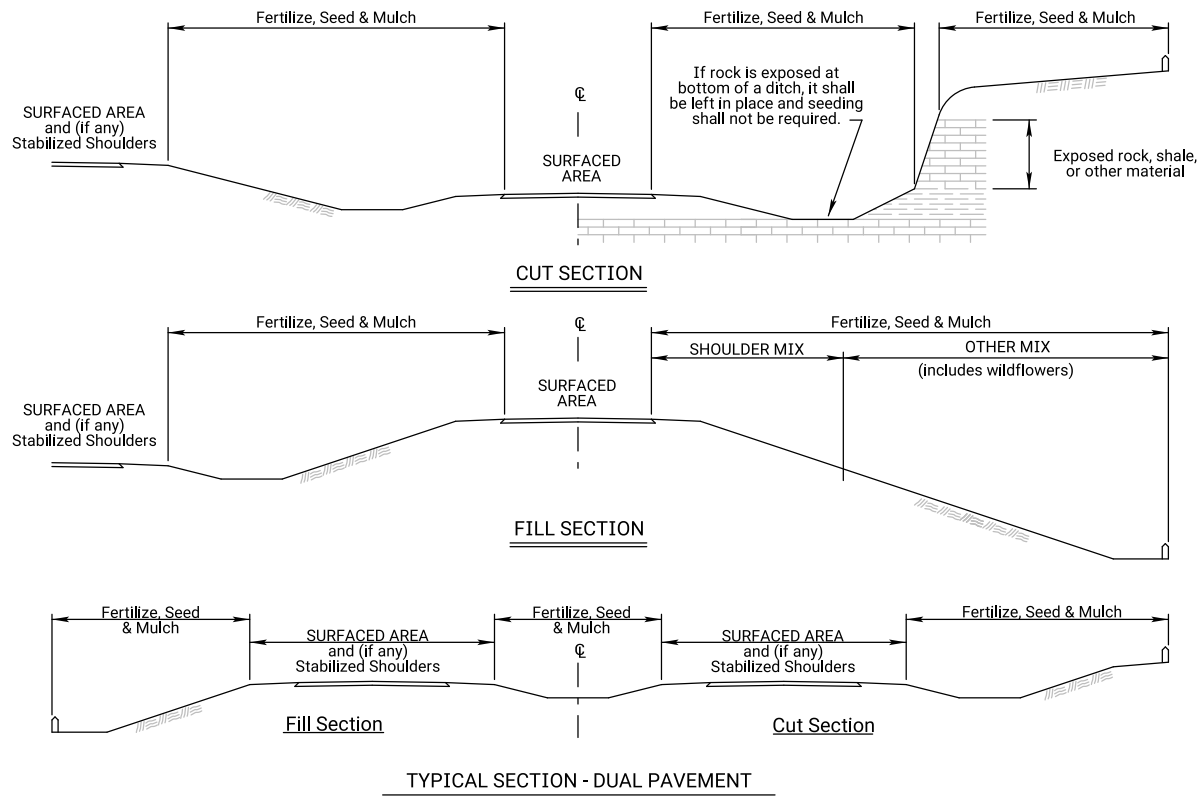 Fertilize, Seed & Mulch
Fertilize, Seed & Mulch
Fertilize, Seed & Mulch
SURFACED AREA
and (if any)
Stabilized Shoulders
℄
SURFACED
AREA
If rock is exposed at
bottom of a ditch, it shall
be left in place and seeding
shall not be required.
Exposed rock, shale,
or other material
CUT SECTION
Fertilize, Seed & Mulch
℄
Fertilize, Seed & Mulch
SHOULDER MIX
OTHER MIX
(includes wildflowers)
SURFACED AREA
and (if any)
Stabilized Shoulders
SURFACED
AREA
FILL SECTION
Fertilize, Seed
& Mulch
SURFACED AREA
and (if any)
Stabilized Shoulders
Fertilize, Seed
& Mulch
℄
SURFACED AREA
and (if any)
Stabilized Shoulders
Fertilize, Seed & Mulch
Fill Section
Cut Section
TYPICAL SECTION - DUAL PAVEMENT